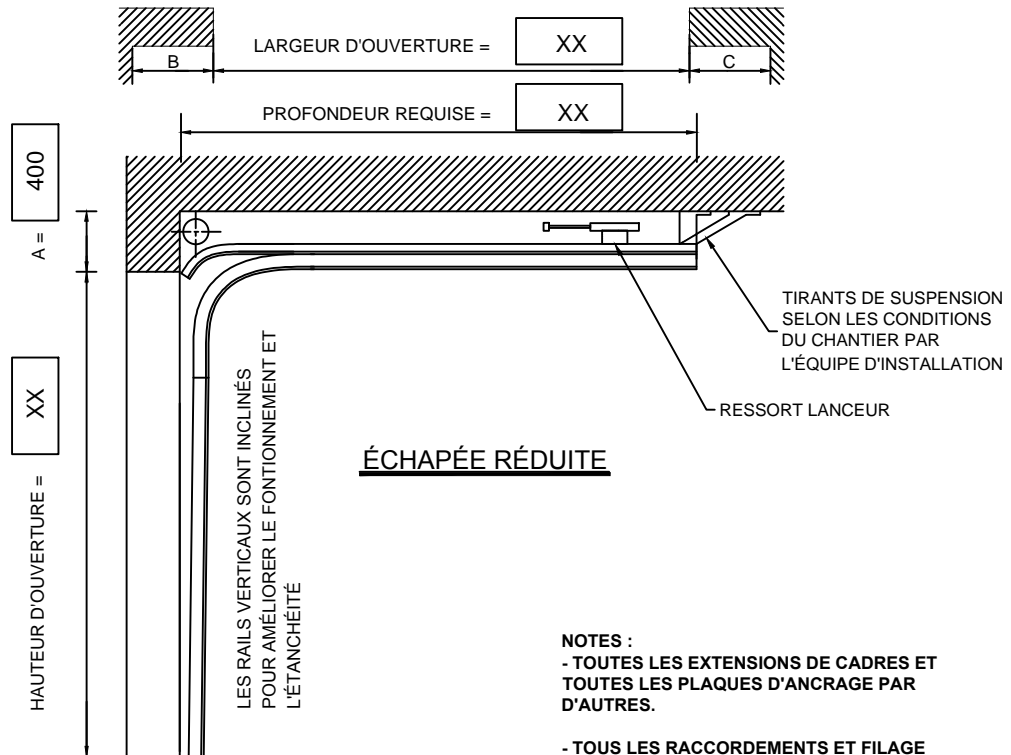 LARGEUR D'OUVERTURE =
XX
B
C
PROFONDEUR REQUISE =
XX
400
A =
TIRANTS DE SUSPENSION
SELON LES CONDITIONS
DU CHANTIER PAR
L'ÉQUIPE D'INSTALLATION
RESSORT LANCEUR
XX
HAUTEUR D'OUVERTURE =
LES RAILS VERTICAUX SONT INCLINÉS
POUR AMÉLIORER LE FONTIONNEMENT ET
L'ÉTANCHÉITÉ
ÉCHAPÉE RÉDUITE
NOTES :
- TOUTES LES EXTENSIONS DE CADRES ET
TOUTES LES PLAQUES D'ANCRAGE PAR
D'AUTRES.
- TOUS LES RACCORDEMENTS ET FILAGE